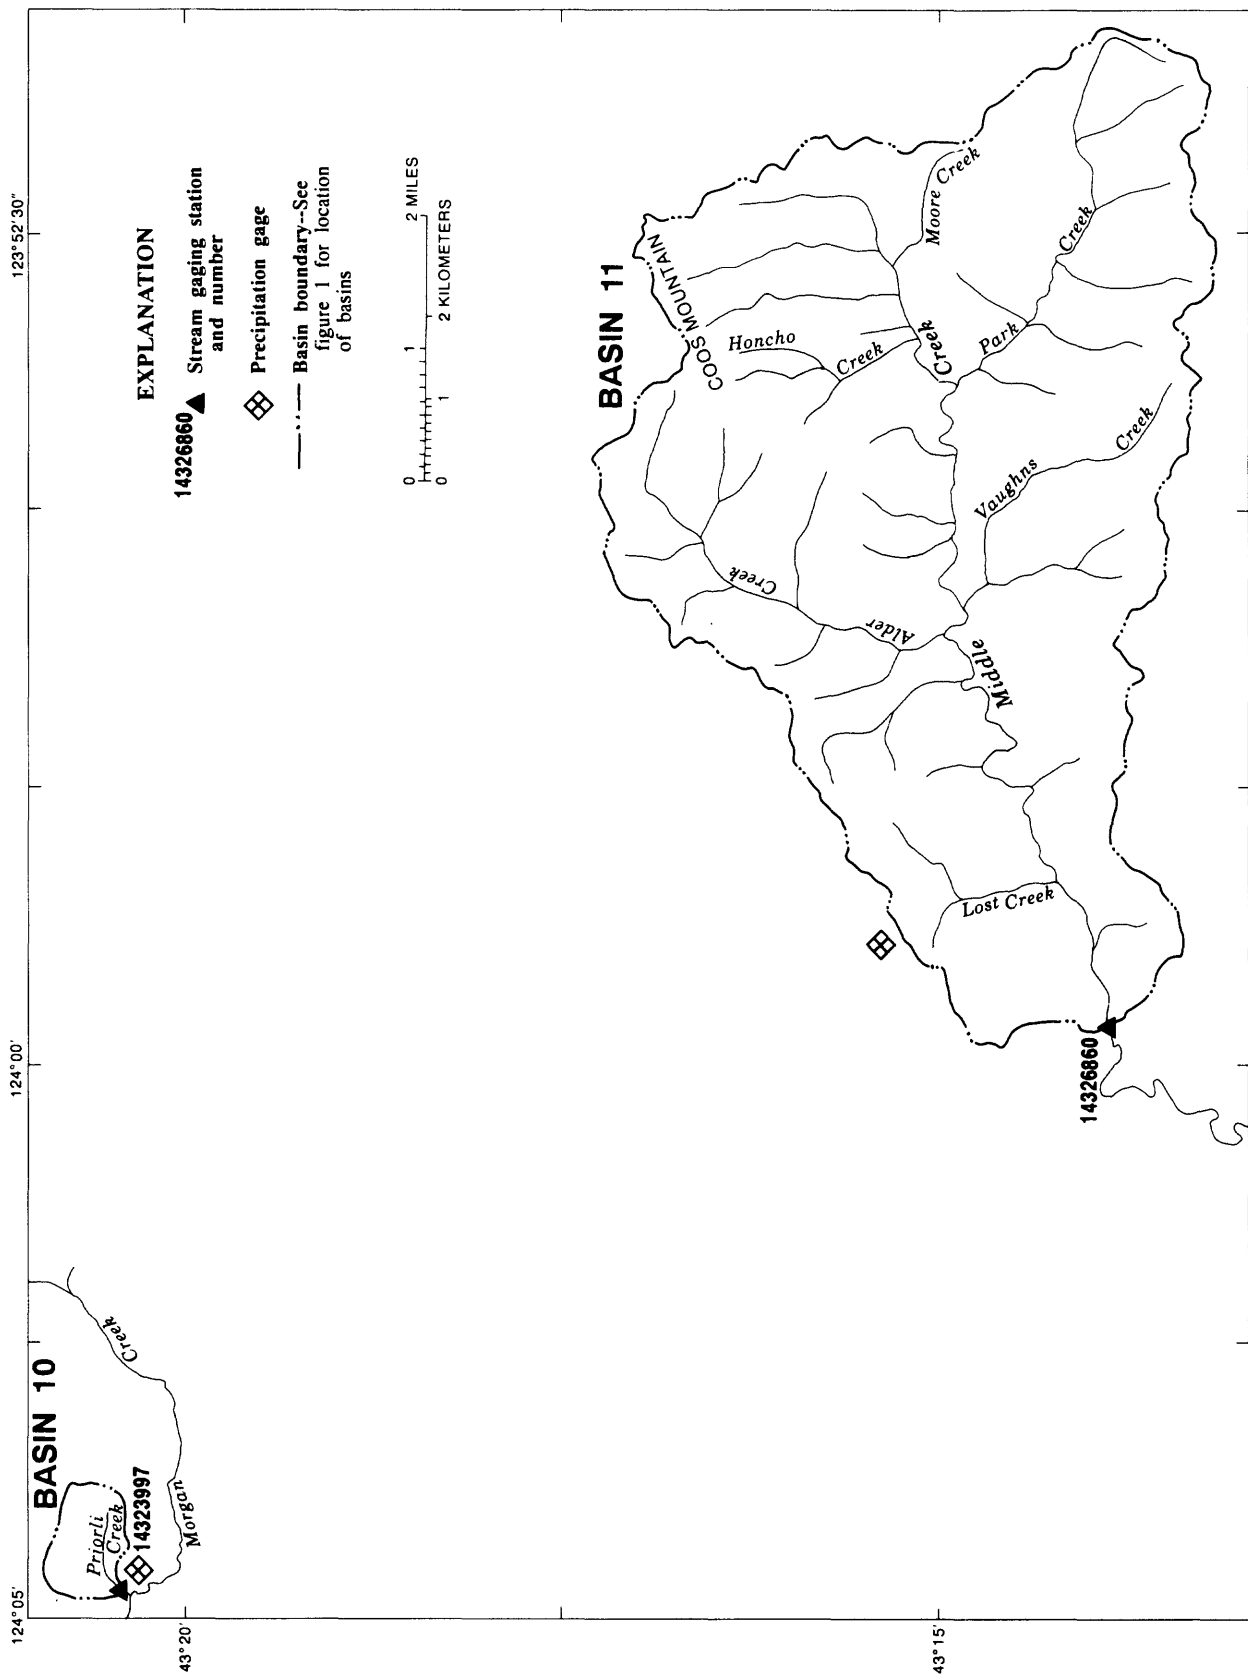 124°05'
124°00'
123°52'30"
43°20'
43°15'
BASIN 10
Priorli
Creek
14323997
Morgan
Creek
EXPLANATION
14326860
Stream gaging station
and number
Precipitation gage
Basin boundary--See
figure 1 for location
of basins
0 1 2 MILES
0 1 2 KILOMETERS
BASIN 11
COOS MOUNTAIN
Honcho
Creek
Moore Creek
Creek
Park
Creek
Creek
Alder
Vaughns
Creek
Middle
Lost Creek
14326860